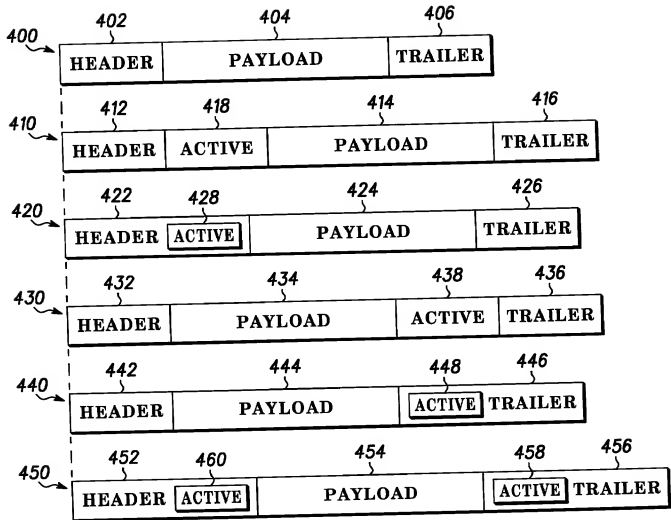 402 404 406
400
HEADER PAYLOAD TRAILER
412 418 414 416
410
HEADER ACTIVE PAYLOAD TRAILER
422 428 424 426
420
HEADER ACTIVE PAYLOAD TRAILER
432 434 438 436
430
HEADER PAYLOAD ACTIVE TRAILER
442 444 448 446
440
HEADER PAYLOAD ACTIVE TRAILER
452 460 454 458 456
450
HEADER ACTIVE PAYLOAD ACTIVE TRAILER